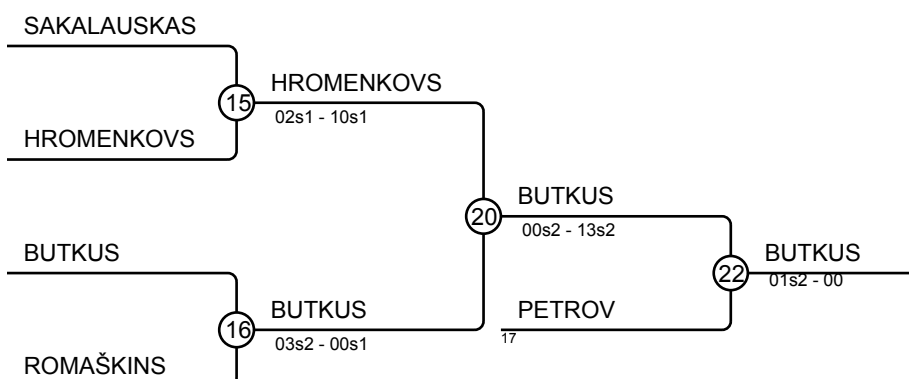 SAKALAUSKAS
15
HROMENKOVS
02s1 - 10s1
HROMENKOVS
20
BUTKUS
00s2 - 13s2
BUTKUS
16
BUTKUS
03s2 - 00s1
ROMAŠKINS
22
BUTKUS
01s2 - 00
PETROV
17